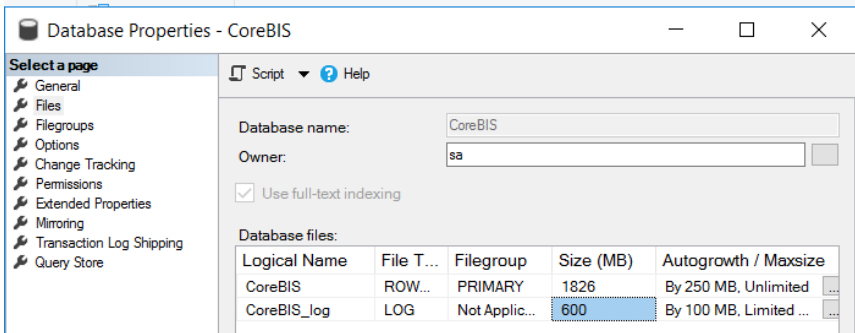 Database Properties - CoreBIS
Select a page
General
Files
Filegroups
Options
Change Tracking
Permissions
Extended Properties
Mirroring
Transaction Log Shipping
Query Store
Script Help
Database name: CoreBIS
Owner: sa
Use full-text indexing
Database files:
Logical Name File T... Filegroup Size (MB) Autogrowth / Maxsize
CoreBIS ROW... PRIMARY 1826 By 250 MB, Unlimited ...
CoreBIS_log LOG Not Applic... 600 By 100 MB, Limited ... ...